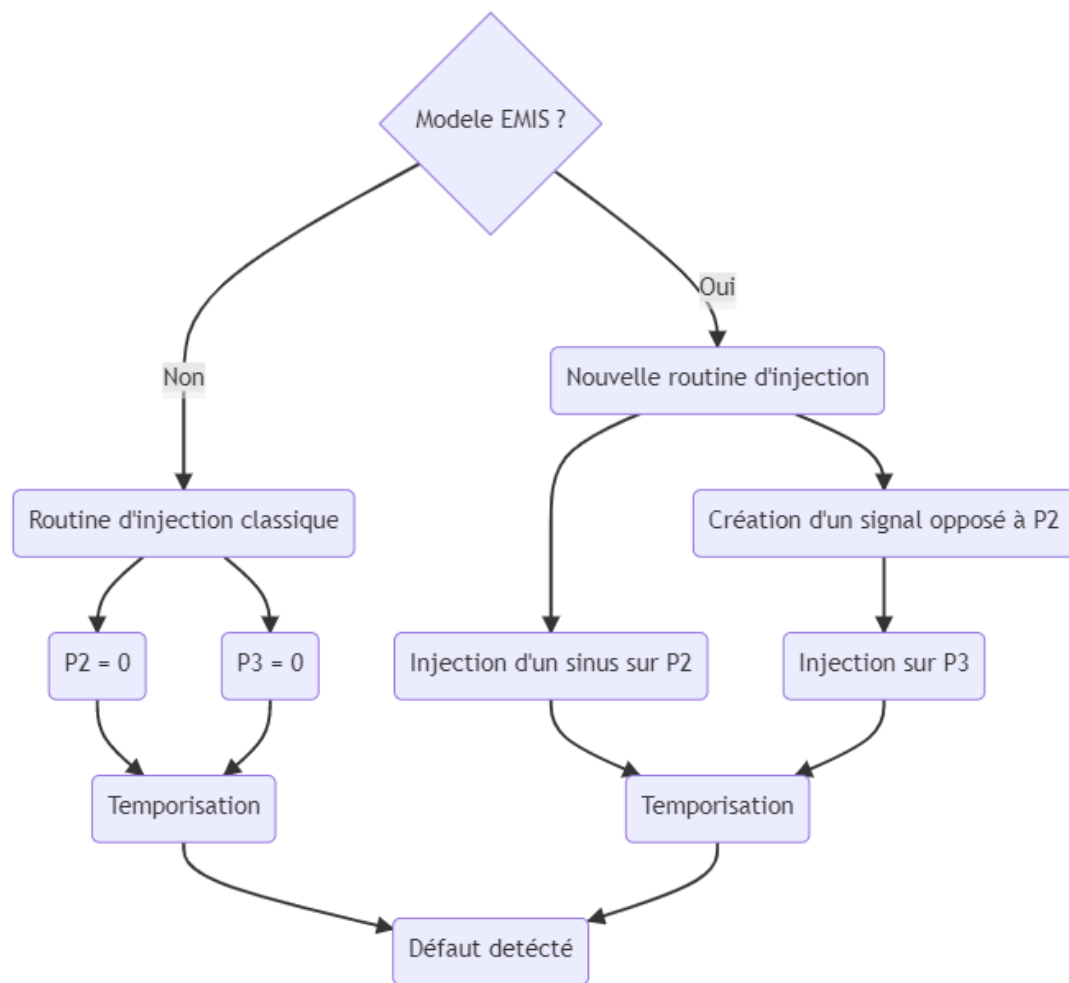 Modele EMIS ?
Oui
Non
Nouvelle routine d'injection
Routine d'injection classique
Création d'un signal opposé à P2
P2 = 0
P3 = 0
Injection d'un sinus sur P2
Injection sur P3
Temporisation
Temporisation
Défaut detécté